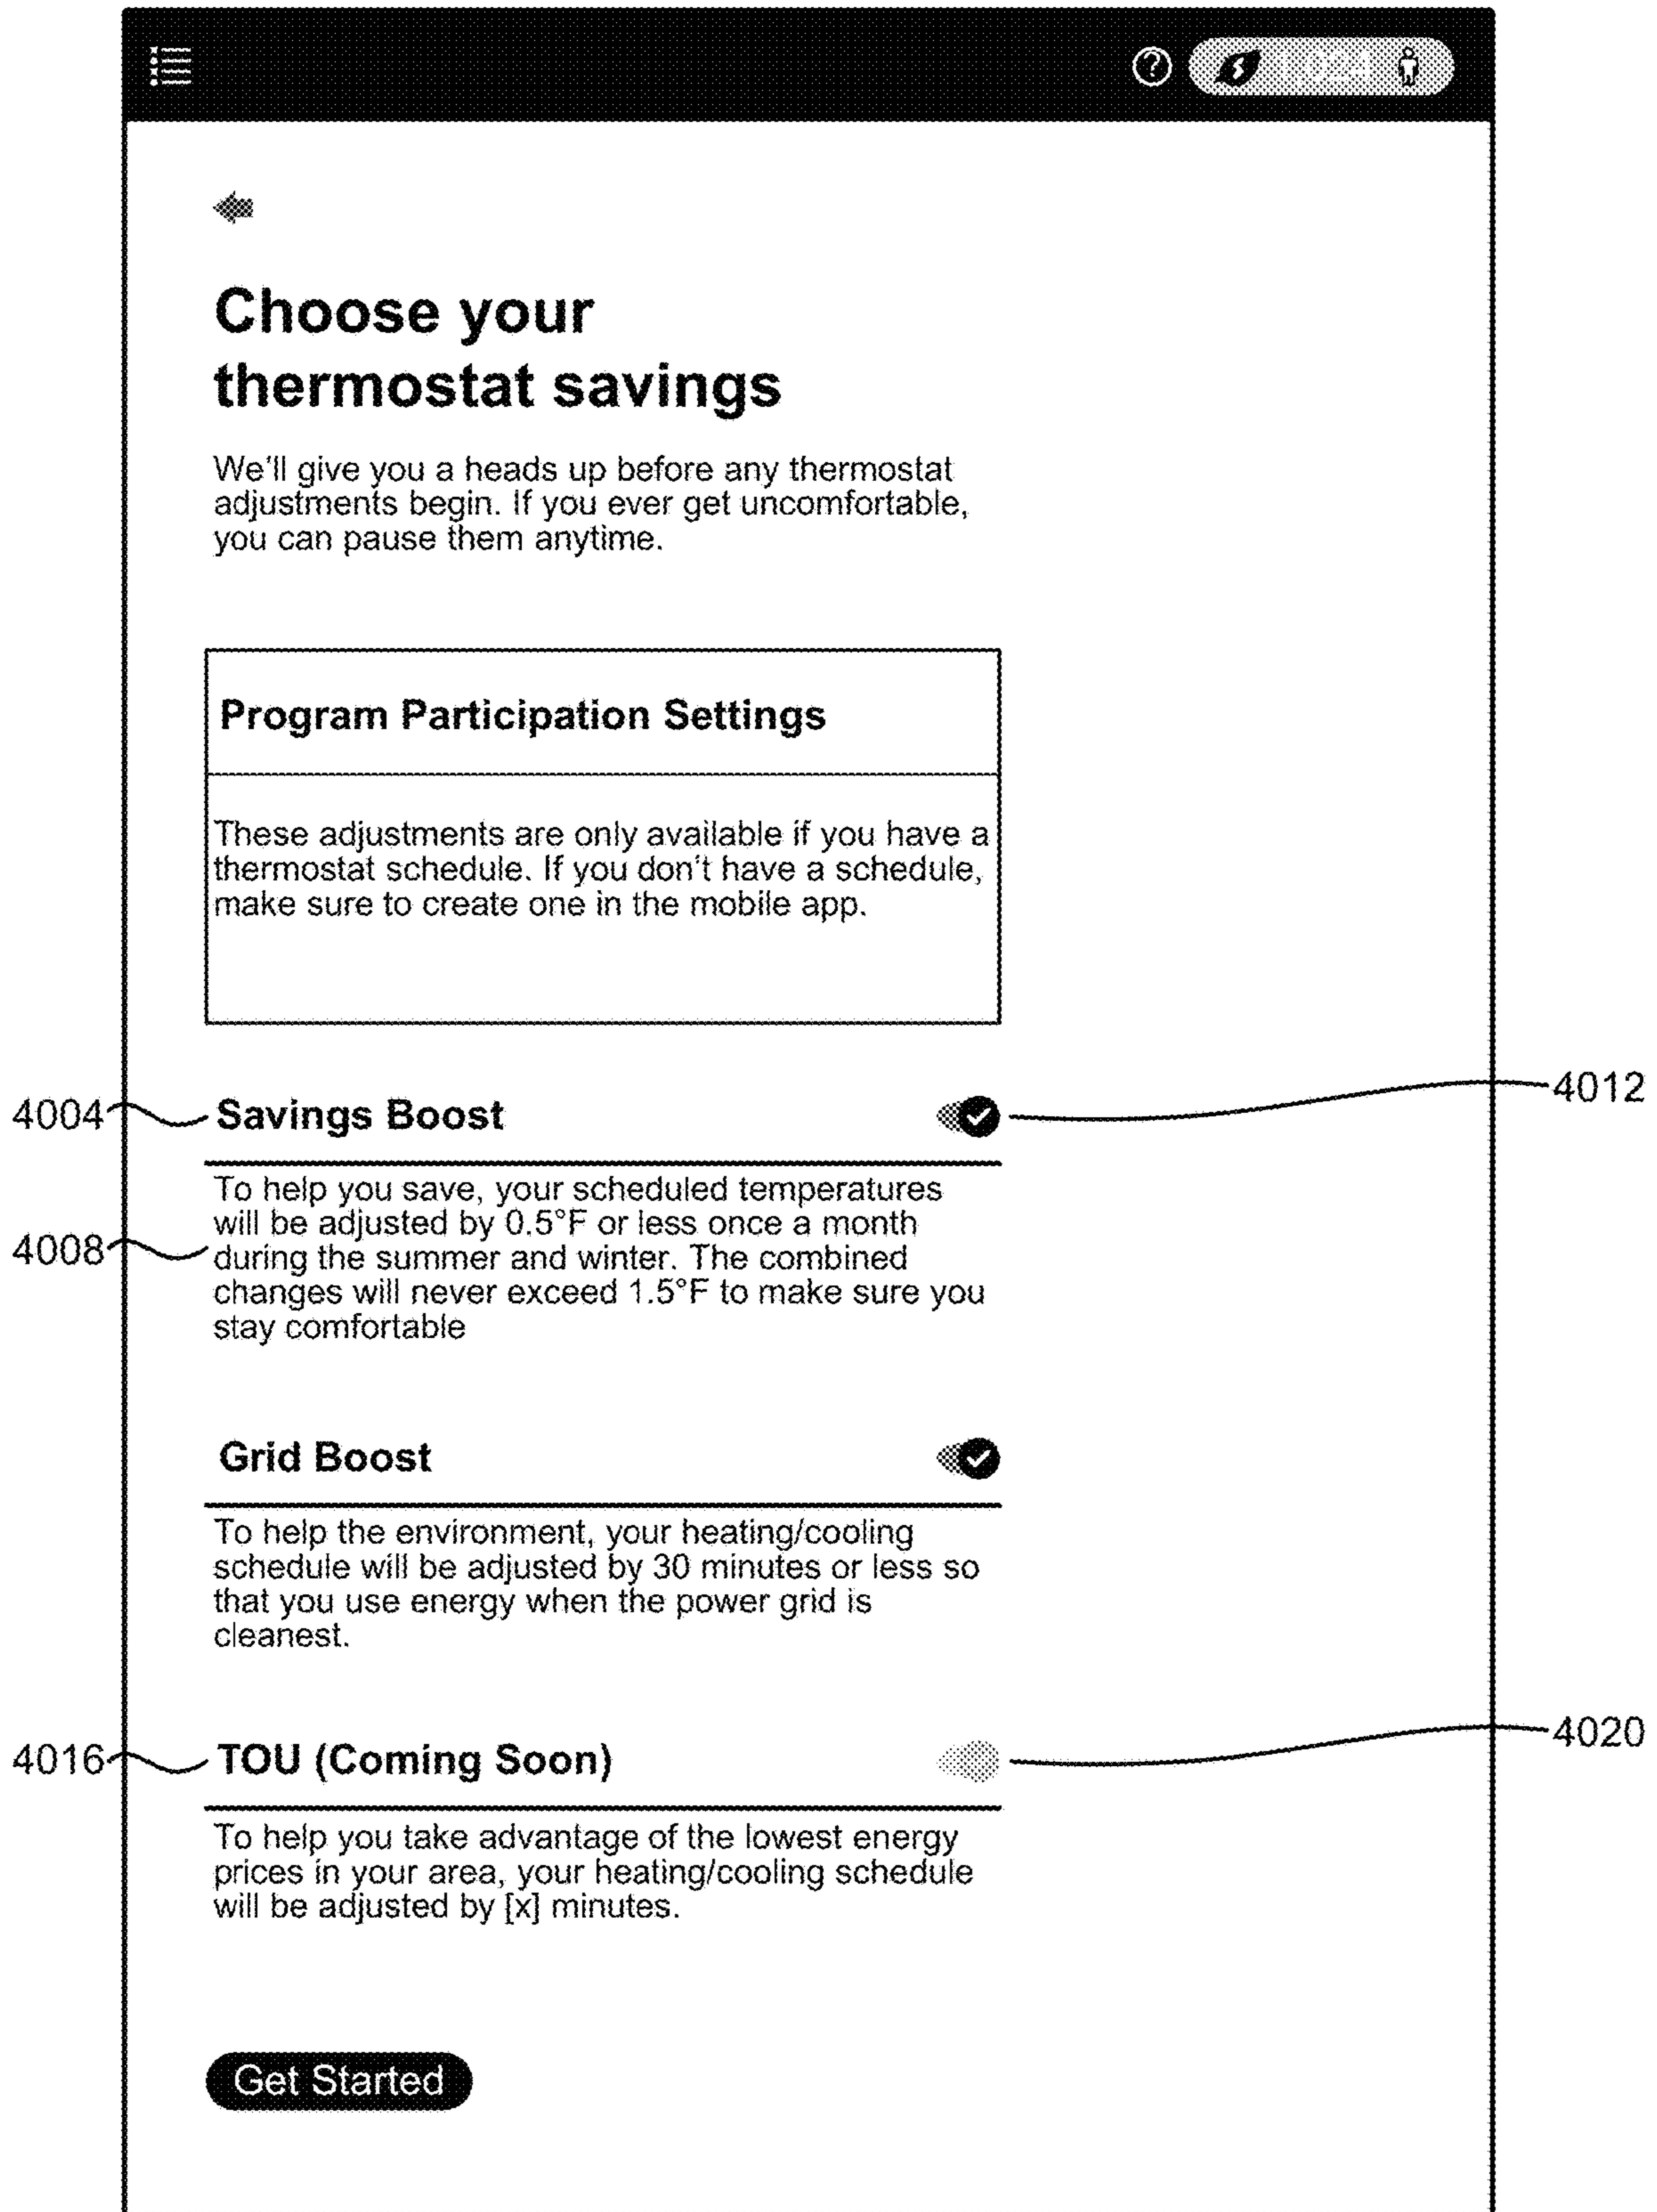 Choose your
thermostat savings
We'll give you a heads up before any thermostat
adjustments begin. If you ever get uncomfortable,
you can pause them anytime.
Program Participation Settings
These adjustments are only available if you have a
thermostat schedule. If you don't have a schedule,
make sure to create one in the mobile app.
4004
Savings Boost
4012
To help you save, your scheduled temperatures
will be adjusted by 0.5°F or less once a month
4008
during the summer and winter. The combined
changes will never exceed 1.5°F to make sure you
stay comfortable
Grid Boost
To help the environment, your heating/cooling
schedule will be adjusted by 30 minutes or less so
that you use energy when the power grid is
cleanest.
4016
TOU (Coming Soon)
4020
To help you take advantage of the lowest energy
prices in your area, your heating/cooling schedule
will be adjusted by [x] minutes.
Get Started